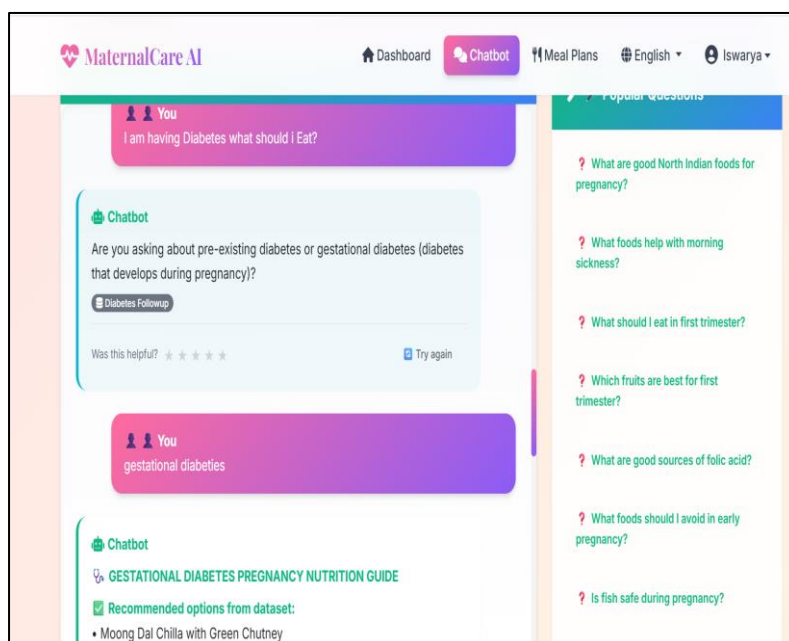 MaternalCare AI
Dashboard
Chatbot
Meal Plans
English
Iswarya
You
I am having Diabetes what should i Eat?
Chatbot
Are you asking about pre-existing diabetes or gestational diabetes (diabetes
that develops during pregnancy)?
Diabetes Followup
Was this helpful?
Try again
You
gestational diabeties
Chatbot
GESTATIONAL DIABETES PREGNANCY NUTRITION GUIDE
Recommended options from dataset:
• Moong Dal Chilla with Green Chutney
Popular Questions
What are good North Indian foods for
pregnancy?
What foods help with morning
sickness?
What should I eat in first trimester?
Which fruits are best for first
trimester?
What are good sources of folic acid?
What foods should I avoid in early
pregnancy?
Is fish safe during pregnancy?